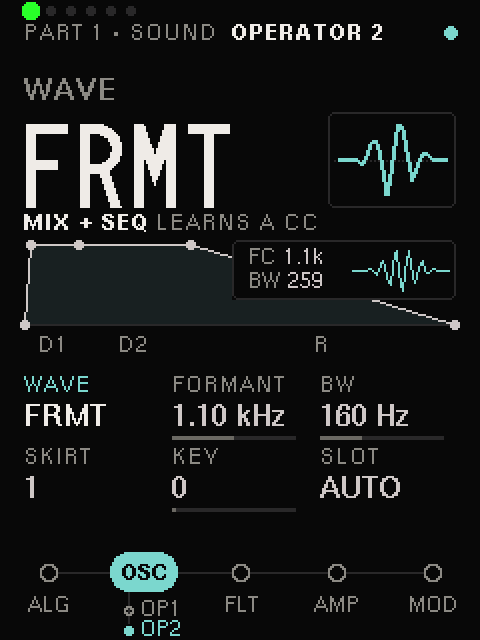 PART 1 · SOUND OPERATOR 2
WAVE
FRMT
MIX + SEQ LEARNS A CC
FC 1.1k
BW 259
D1 D2 R
WAVE FORMANT BW
FRMT 1.10 kHz 160 Hz
SKIRT KEY SLOT
1 0 AUTO
OSC
ALG OP1 FLT AMP MOD
OP2